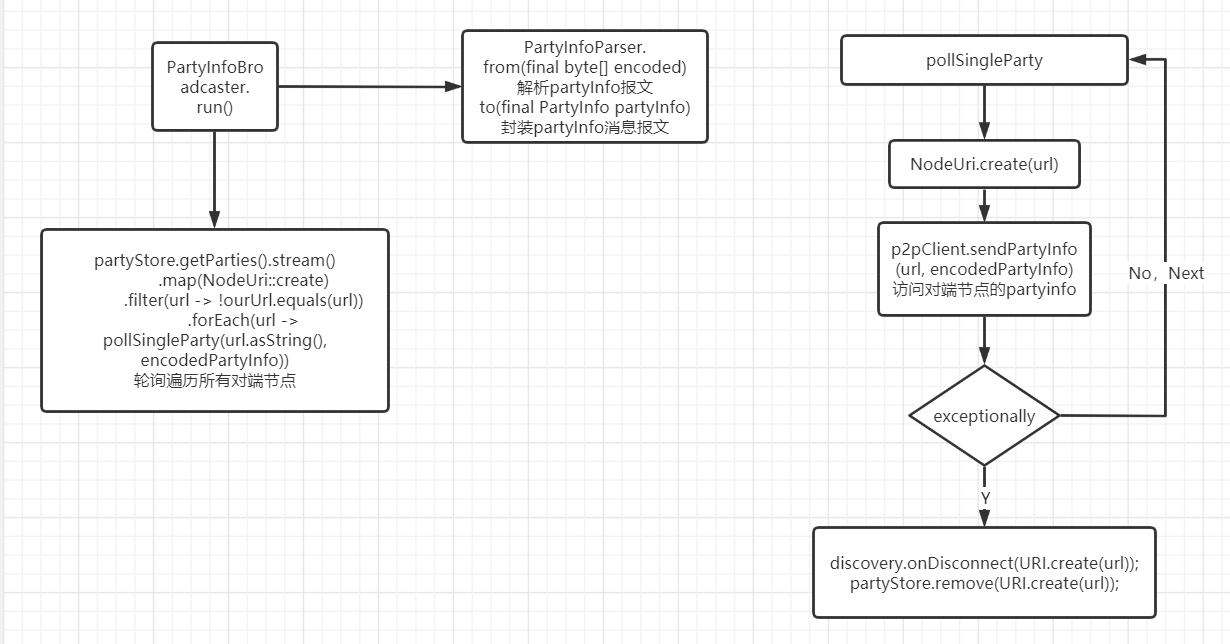 PartyInfoBro
adcaster.
run()
PartyInfoParser.
from(final byte[] encoded)
解析partyInfo报文
to(final PartyInfo partyInfo)
封装partyInfo消息报文
partyStore.getParties().stream()
.map(NodeUri::create)
.filter(url -> !ourUrl.equals(url))
.forEach(url ->
pollSingleParty(url.asString(),
encodedPartyInfo))
轮询遍历所有对端节点
pollSingleParty
NodeUri.create(url)
p2pClient.sendPartyInfo
(url, encodedPartyInfo)
访问对端节点的partyinfo
No，Next
exceptionally
Y
discovery.onDisconnect(URI.create(url));
partyStore.remove(URI.create(url));